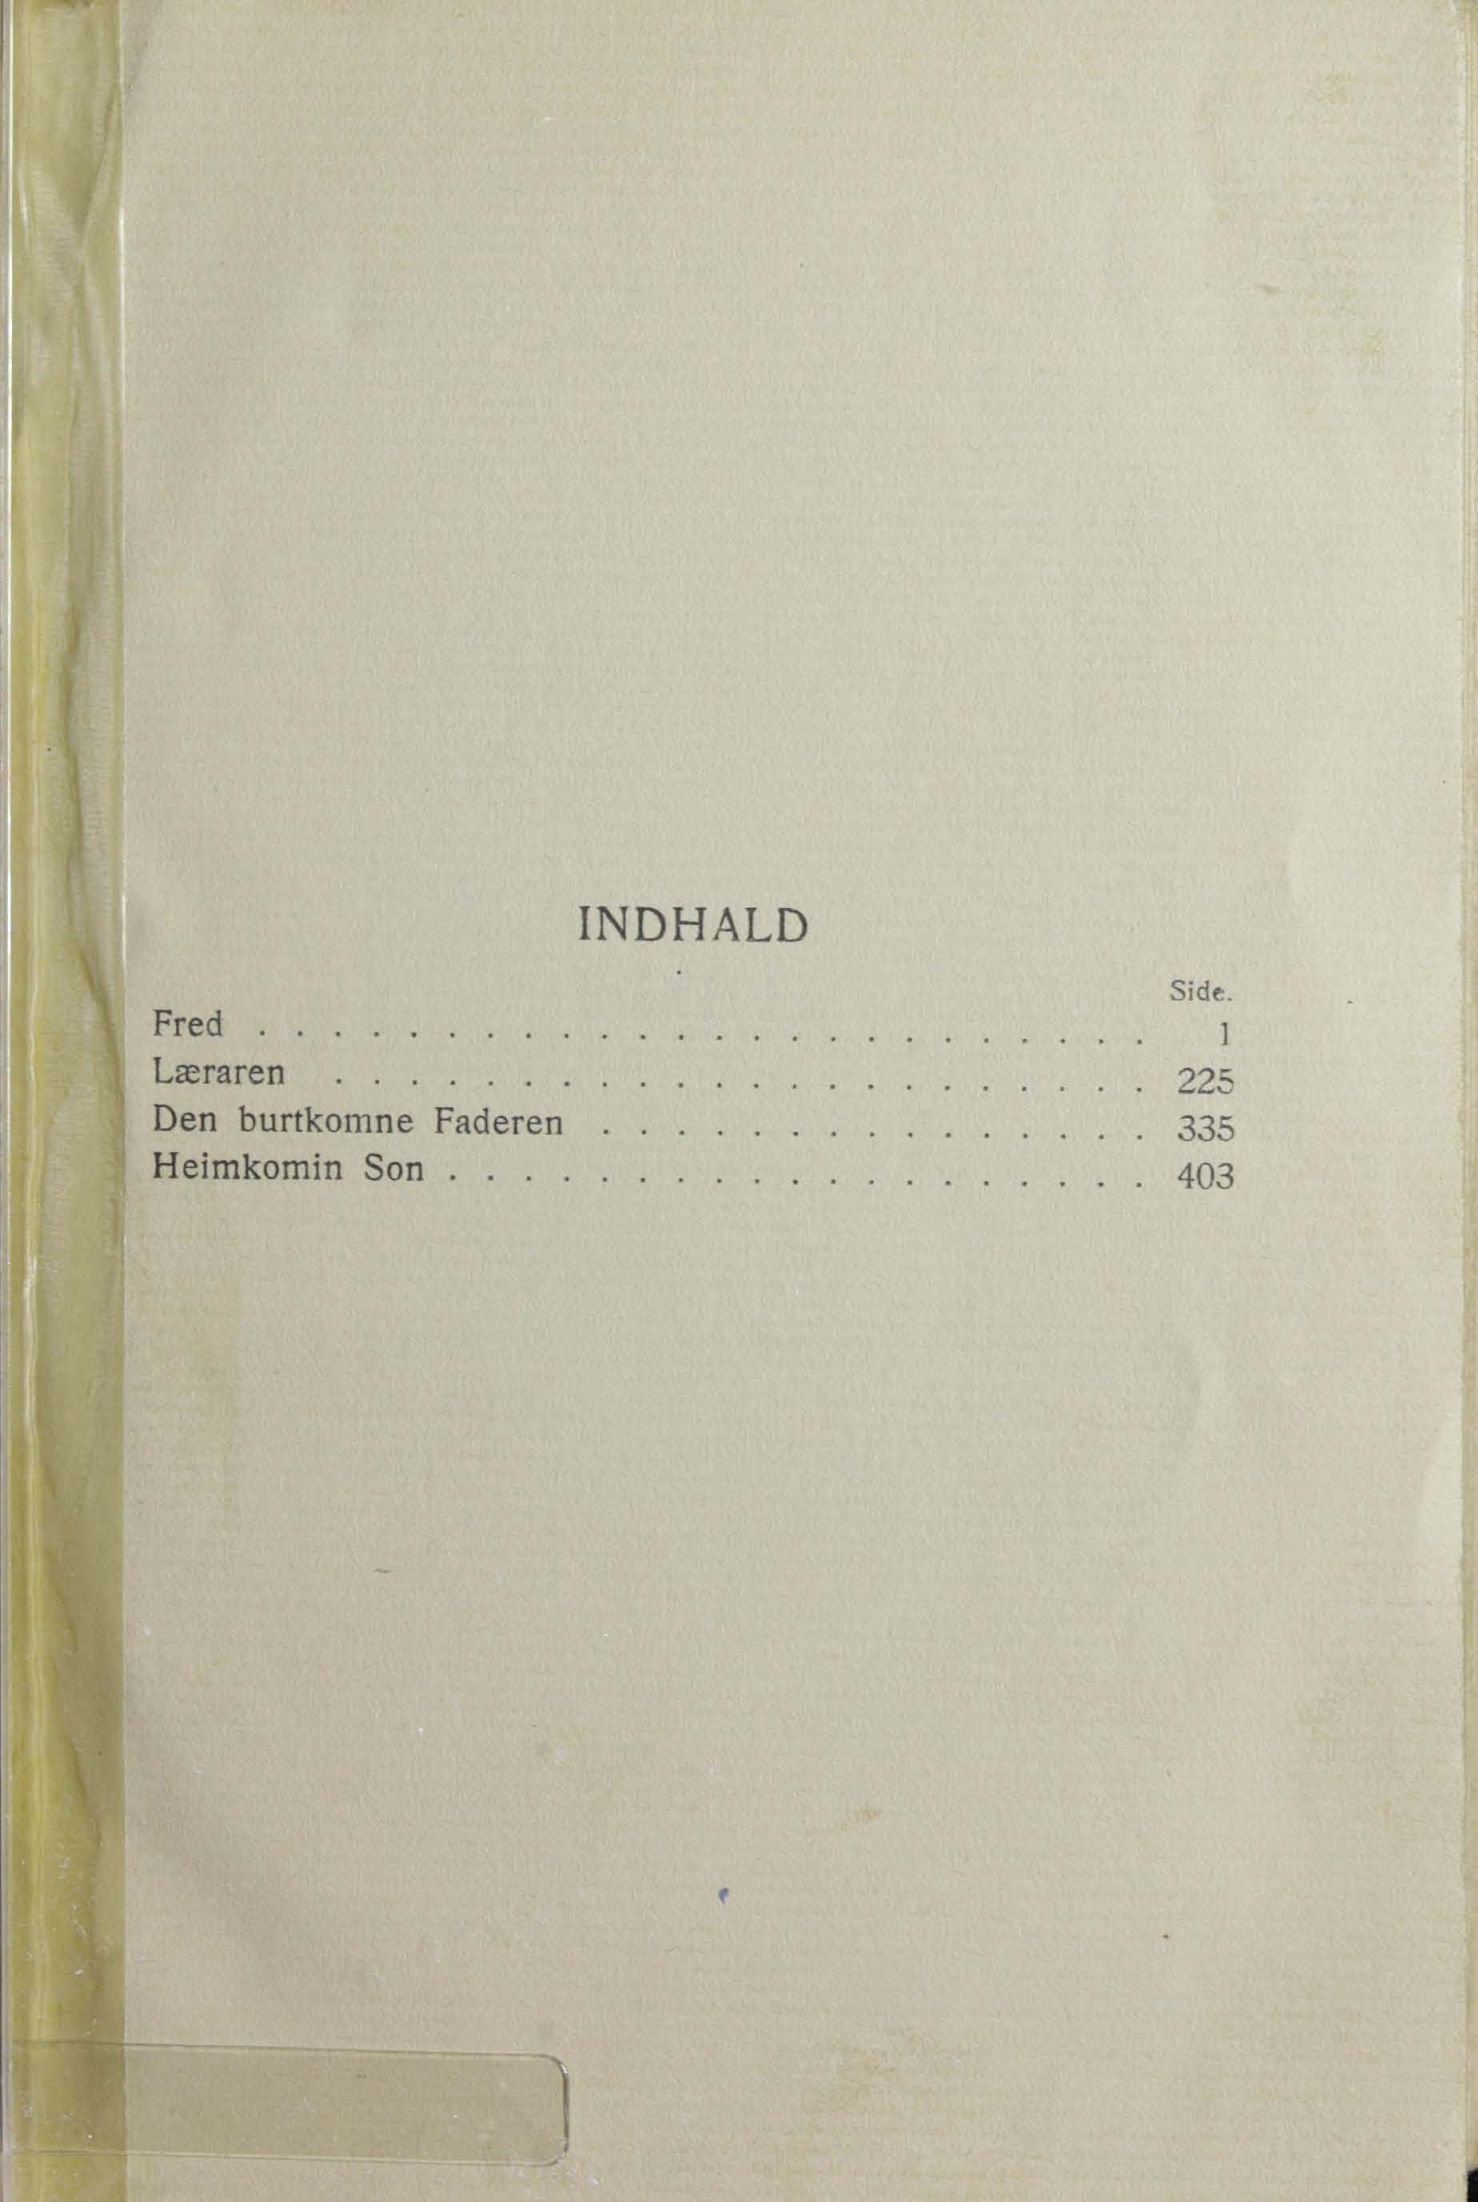 INDHALD
Side.
Fred . . . . . . . . . . . . . . . . . . . . . . . . 1
Læraren . . . . . . . . . . . . . . . . . . . . . . 225
Den burtkomne Faderen . . . . . . . . . . . . . . . 335
Heimkomin Son . . . . . . . . . . . . . . . . . . . 403